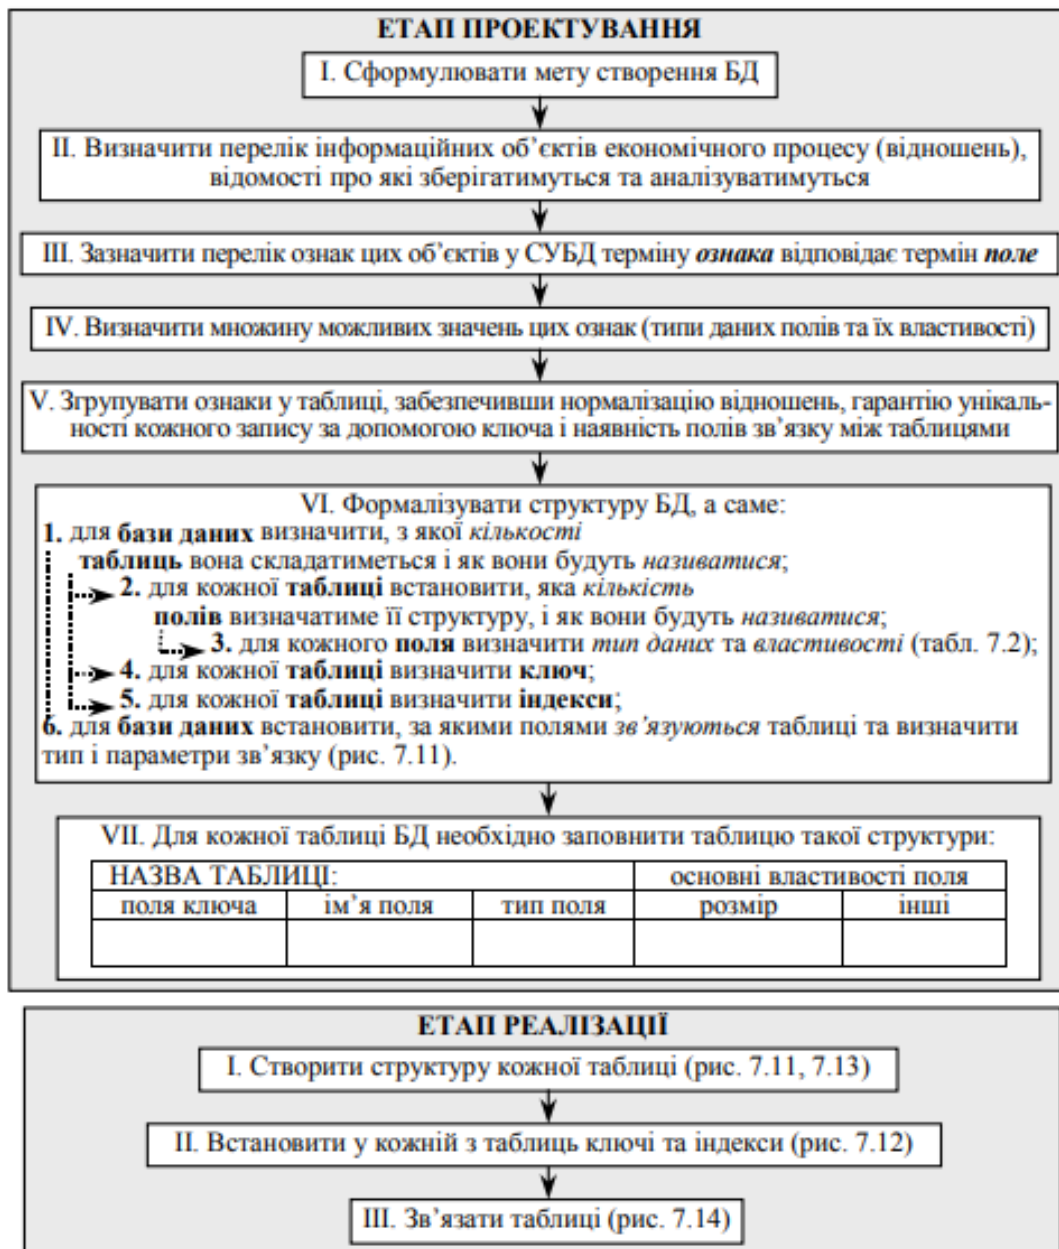 ЕТАП ПРОЕКТУВАННЯ
І. Сформулювати мету створення БД
ІІ. Визначити перелік інформаційних об’єктів економічного процесу (відношень),
відомості про які зберігатимуться та аналізуватимуться
ІІІ. Зазначити перелік ознак цих об’єктів у СУБД терміну ознака відповідає термін поле
IV. Визначити множину можливих значень цих ознак (типи даних полів та їх властивості)
V. Згрупувати ознаки у таблиці, забезпечивши нормалізацію відношень, гарантію унікаль-
ності кожного запису за допомогою ключа і наявність полів зв’язку між таблицями
VI. Формалізувати структуру БД, а саме:
1. для бази даних визначити, з якої кількості
таблиць вона складатиметься і як вони будуть називатися;
2. для кожної таблиці встановити, яка кількість
полів визначатиме її структуру, і як вони будуть називатися;
3. для кожного поля визначити тип даних та властивості (табл. 7.2);
4. для кожної таблиці визначити ключ;
5. для кожної таблиці визначити індекси;
6. для бази даних встановити, за якими полями зв’язуються таблиці та визначити
тип і параметри зв’язку (рис. 7.11).
VII. Для кожної таблиці БД необхідно заповнити таблицю такої структури:
НАЗВА ТАБЛИЦІ: основні властивості поля
поля ключа ім’я поля тип поля розмір інші
ЕТАП РЕАЛІЗАЦІЇ
І. Створити структуру кожної таблиці (рис. 7.11, 7.13)
ІІ. Встановити у кожній з таблиць ключі та індекси (рис. 7.12)
ІІІ. Зв’язати таблиці (рис. 7.14)